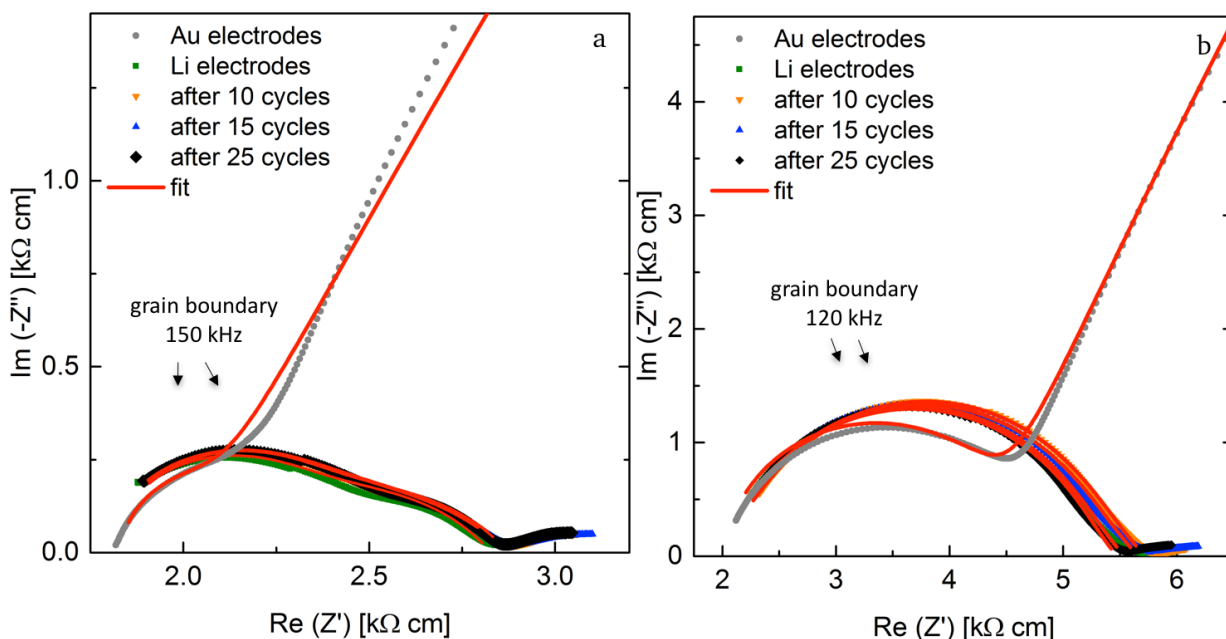 a
Au electrodes
Li electrodes
after 10 cycles
after 15 cycles
after 25 cycles
fit
grain boundary
150 kHz
Im (-Z'') [kΩ cm]
1.0
0.5
0.0
2.0 2.5 3.0
Re (Z') [kΩ cm]
b
Au electrodes
Li electrodes
after 10 cycles
after 15 cycles
after 25 cycles
fit
grain boundary
120 kHz
Im (-Z'') [kΩ cm]
4
3
2
1
0
2 3 4 5 6
Re (Z') [kΩ cm]